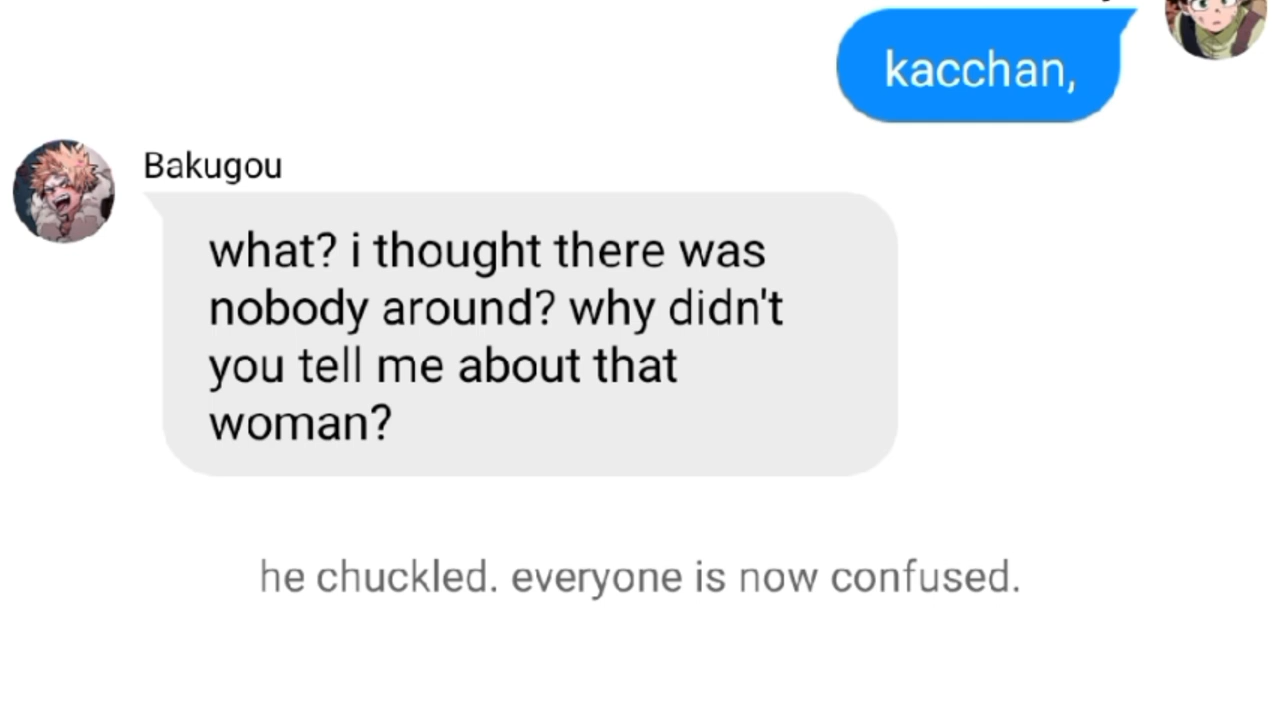 kacchan,
Bakugou
what? i thought there was
nobody around? why didn't
you tell me about that
woman?
he chuckled. everyone is now confused.